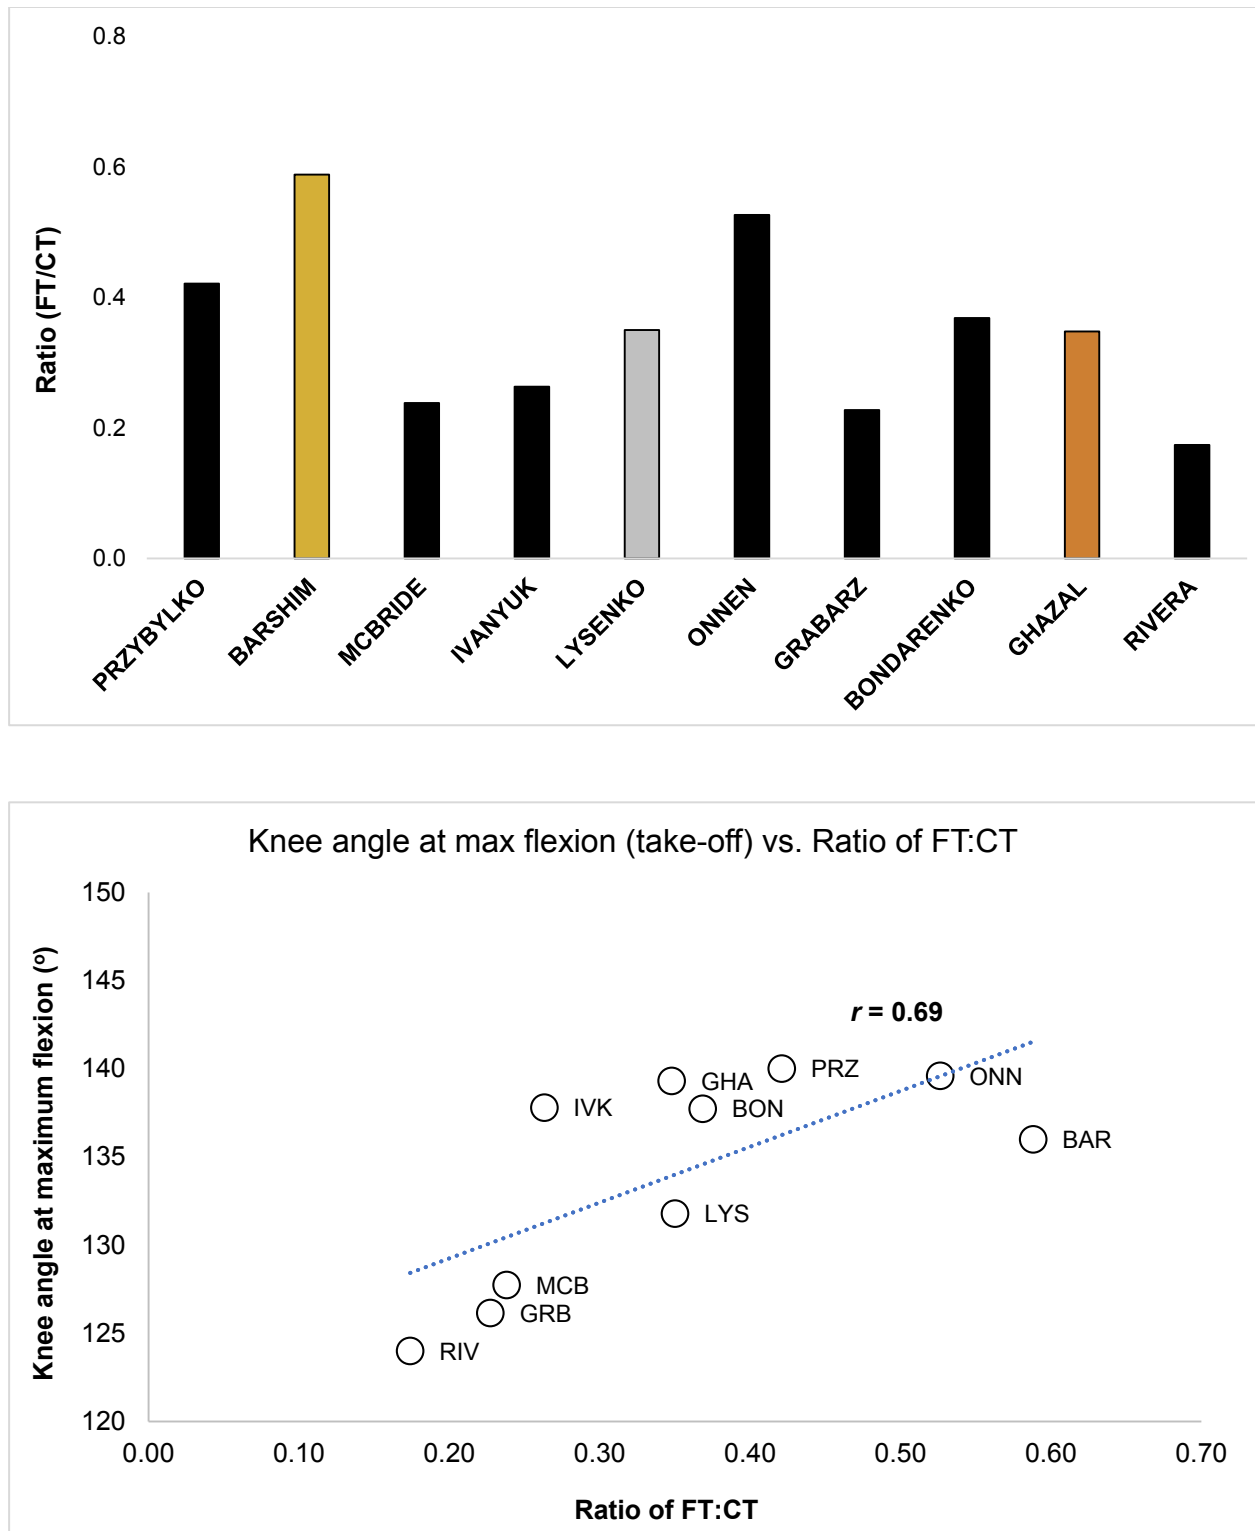 0.8
0.6
0.4
0.2
0.0
Ratio (FT/CT)
PRZYBYLKO
BARSHIM
MCBRIDE
IVANYUK
LYSENKO
ONNEN
GRABARZ
BONDARENKO
GHAZAL
RIVERA
Knee angle at max flexion (take-off) vs. Ratio of FT:CT
150
145
140
135
130
125
120
Knee angle at maximum flexion (º)
r = 0.69
PRZ
GHA
ONN
IVK
BON
BAR
LYS
MCB
GRB
RIV
0.00 0.10 0.20 0.30 0.40 0.50 0.60 0.70
Ratio of FT:CT